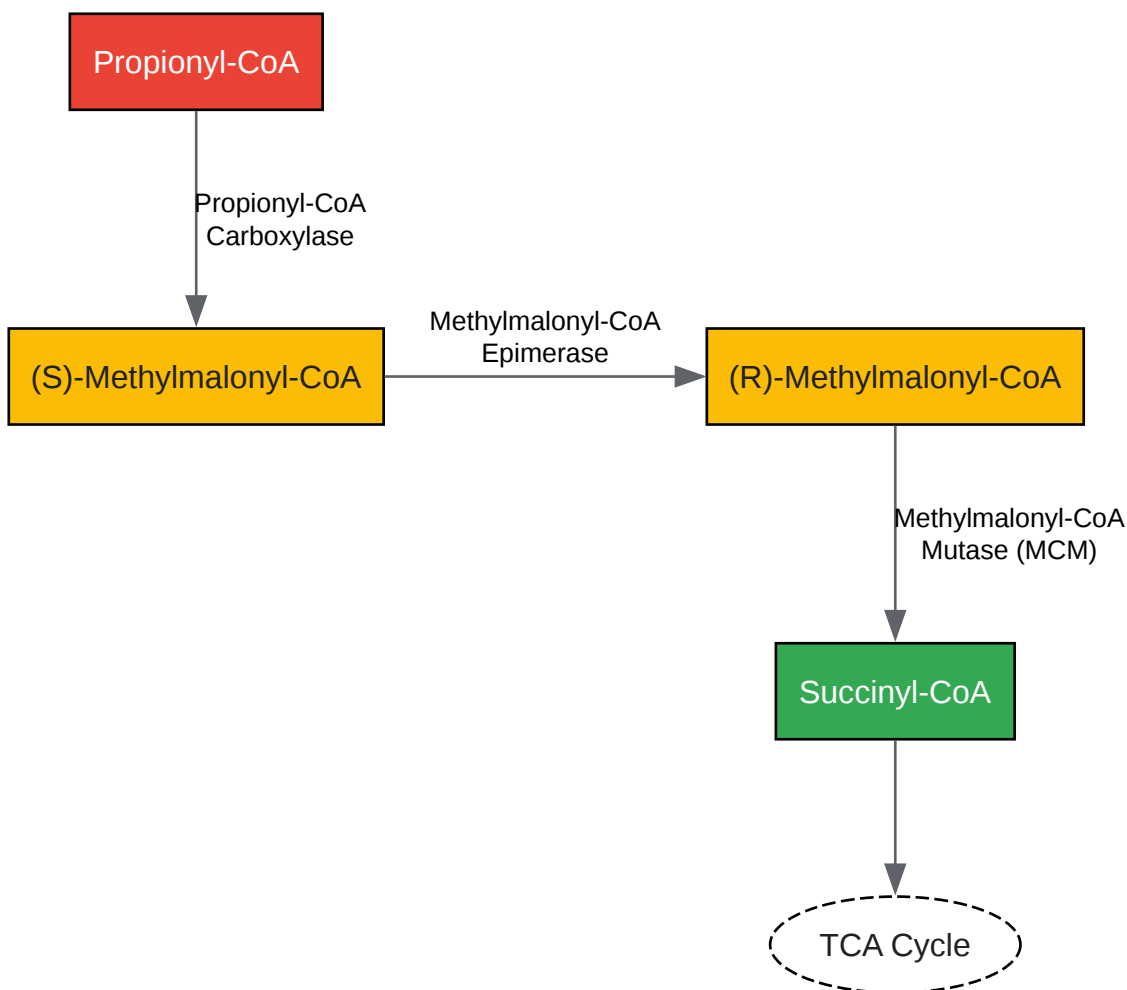 Propionyl-CoA
Propionyl-CoA
Carboxylase
(S)-Methylmalonyl-CoA
Methylmalonyl-CoA
Epimerase
(R)-Methylmalonyl-CoA
Methylmalonyl-CoA
Mutase (MCM)
Succinyl-CoA
TCA Cycle